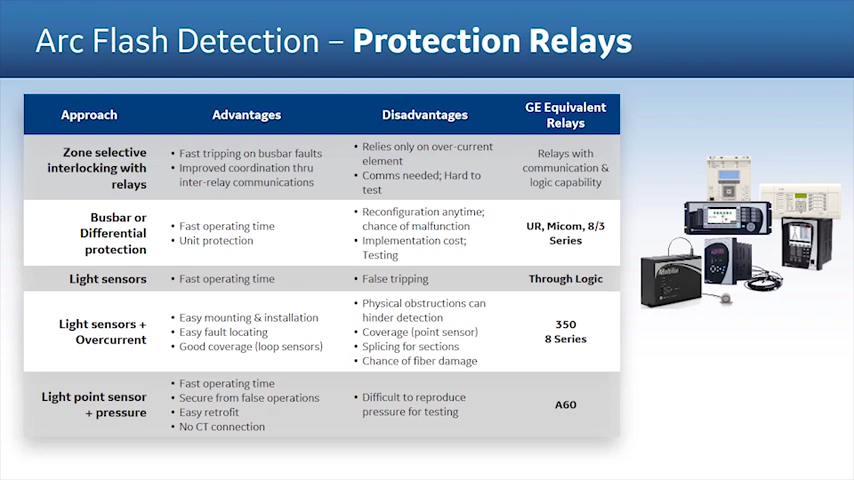 Arc Flash Detection – Protection Relays
Approach
Advantages
Disadvantages
GE Equivalent
Relays
Zone selective
interlocking with
relays
• Fast tripping on busbar faults
• Improved coordination thru
inter-relay communications
• Relies only on over-current
element
• Comms needed; Hard to
test
Relays with
communication &
logic capability
Busbar or
Differential
protection
• Fast operating time
• Unit protection
• Reconfiguration anytime;
chance of malfunction
• Implementation cost;
Testing
UR, Micom, 8/3
Series
Light sensors
• Fast operating time
• False tripping
Through Logic
Light sensors +
Overcurrent
• Easy mounting & installation
• Easy fault locating
• Good coverage (loop sensors)
• Physical obstructions can
hinder detection
• Coverage (point sensor)
• Splicing for sections
• Chance of fiber damage
350
8 Series
Light point sensor
+ pressure
• Fast operating time
• Secure from false operations
• Easy retrofit
• No CT connection
• Difficult to reproduce
pressure for testing
A60